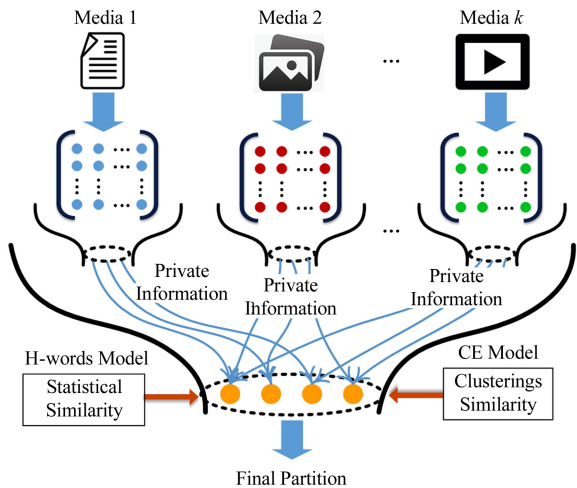 Media 1
Media 2
...
Media k
...
Private
Information
Private
Information
Private
Information
H-words Model
Statistical
Similarity
CE Model
Clusterings
Similarity
Final Partition